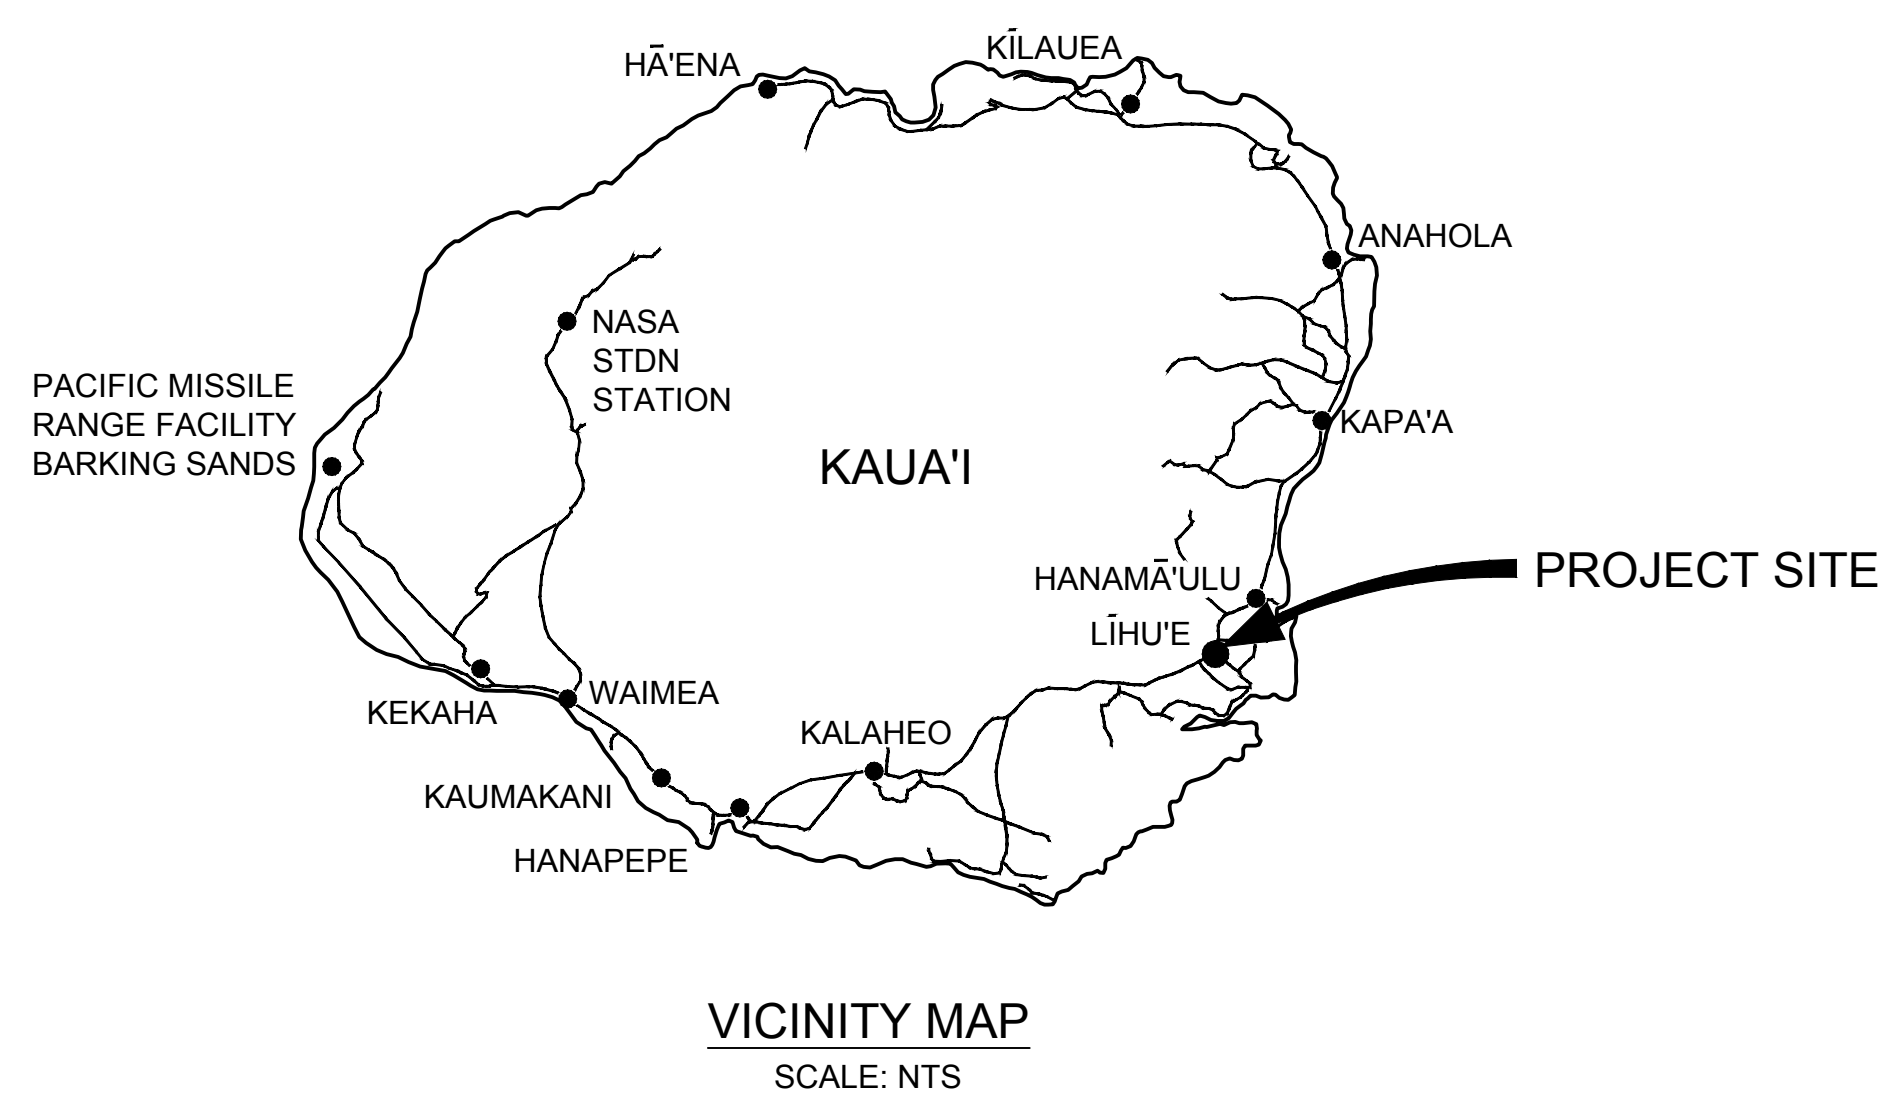 KĪLAUEA
HĀ'ENA
ANAHOLA
NASA
STDN
STATION
PACIFIC MISSILE
RANGE FACILITY
BARKING SANDS
KAPA'A
KAUA'I
PROJECT SITE
HANAMĀ'ULU
LĪHU'E
WAIMEA
KEKAHA
KALAHEO
KAUMAKANI
HANAPEPE
VICINITY MAP
SCALE: NTS